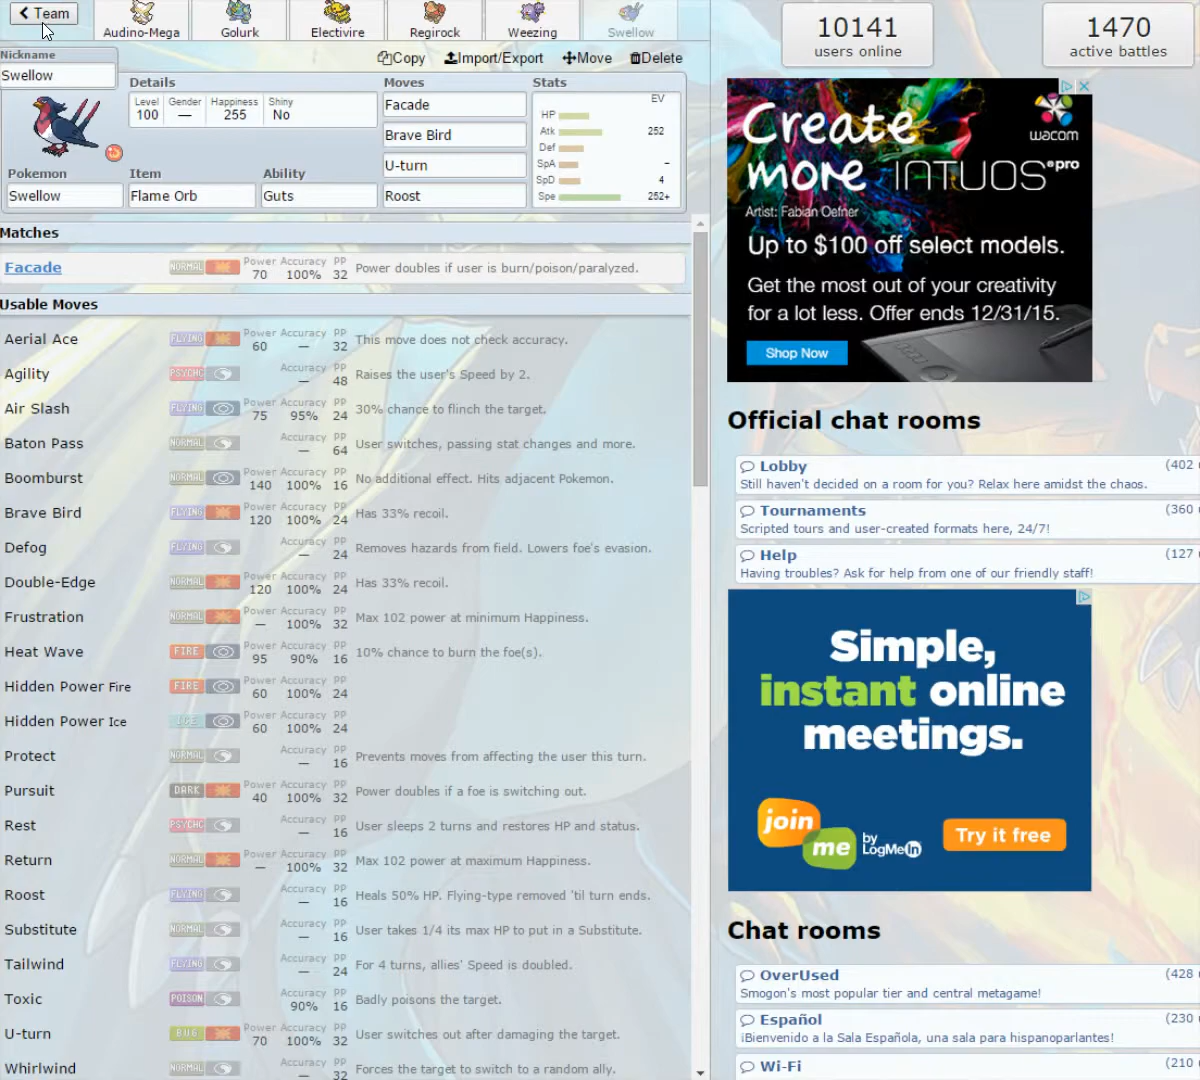 Team
Audino-Mega
Golurk
Electivire
Regirock
Weezing
Swellow
Nickname
Swellow
Copy
Import/Export
Move
Delete
Details
Level
100
Gender
—
Happiness
255
Shiny
No
Pokemon
Swellow
Item
Flame Orb
Ability
Guts
Moves
Facade
Brave Bird
U-turn
Roost
Stats
EV
HP
Atk 252
Def
SpA –
SpD 4
Spe 252+
Matches
Facade NORMAL Power 70 Accuracy 100% PP 32 Power doubles if user is burn/poison/paralyzed.
Usable Moves
Aerial Ace FLYING Power 60 Accuracy — PP 32 This move does not check accuracy.
Agility PSYCHC Accuracy — PP 48 Raises the user's Speed by 2.
Air Slash FLYING Power 75 Accuracy 95% PP 24 30% chance to flinch the target.
Baton Pass NORMAL Accuracy — PP 64 User switches, passing stat changes and more.
Boomburst NORMAL Power 140 Accuracy 100% PP 16 No additional effect. Hits adjacent Pokemon.
Brave Bird FLYING Power 120 Accuracy 100% PP 24 Has 33% recoil.
Defog FLYING Accuracy — PP 24 Removes hazards from field. Lowers foe's evasion.
Double-Edge NORMAL Power 120 Accuracy 100% PP 24 Has 33% recoil.
Frustration NORMAL Power — Accuracy 100% PP 32 Max 102 power at minimum Happiness.
Heat Wave FIRE Power 95 Accuracy 90% PP 16 10% chance to burn the foe(s).
Hidden Power Fire FIRE Power 60 Accuracy 100% PP 24
Hidden Power Ice ICE Power 60 Accuracy 100% PP 24
Protect NORMAL Accuracy — PP 16 Prevents moves from affecting the user this turn.
Pursuit DARK Power 40 Accuracy 100% PP 32 Power doubles if a foe is switching out.
Rest PSYCHC Accuracy — PP 16 User sleeps 2 turns and restores HP and status.
Return NORMAL Power — Accuracy 100% PP 32 Max 102 power at maximum Happiness.
Roost FLYING Accuracy — PP 16 Heals 50% HP. Flying-type removed 'til turn ends.
Substitute NORMAL Accuracy — PP 16 User takes 1/4 its max HP to put in a Substitute.
Tailwind FLYING Accuracy — PP 24 For 4 turns, allies' Speed is doubled.
Toxic POISON Accuracy 90% PP 16 Badly poisons the target.
U-turn BUG Power 70 Accuracy 100% PP 32 User switches out after damaging the target.
Whirlwind NORMAL Accuracy — PP 32 Forces the target to switch to a random ally.
10141
users online
1470
active battles
Create
more INTUOS®pro
wacom
Artist: Fabian Oefner
Up to $100 off select models.
Get the most out of your creativity
for a lot less. Offer ends 12/31/15.
Shop Now
Official chat rooms
Lobby (402
Still haven't decided on a room for you? Relax here amidst the chaos.
Tournaments (360
Scripted tours and user-created formats here, 24/7!
Help (127
Having troubles? Ask for help from one of our friendly staff!
Simple,
instant online
meetings.
join
me by
LogMeIn
Try it free
Chat rooms
OverUsed (428
Smogon's most popular tier and central metagame!
Español (230
¡Bienvenido a la Sala Española, una sala para hispanoparlantes!
Wi-Fi (210